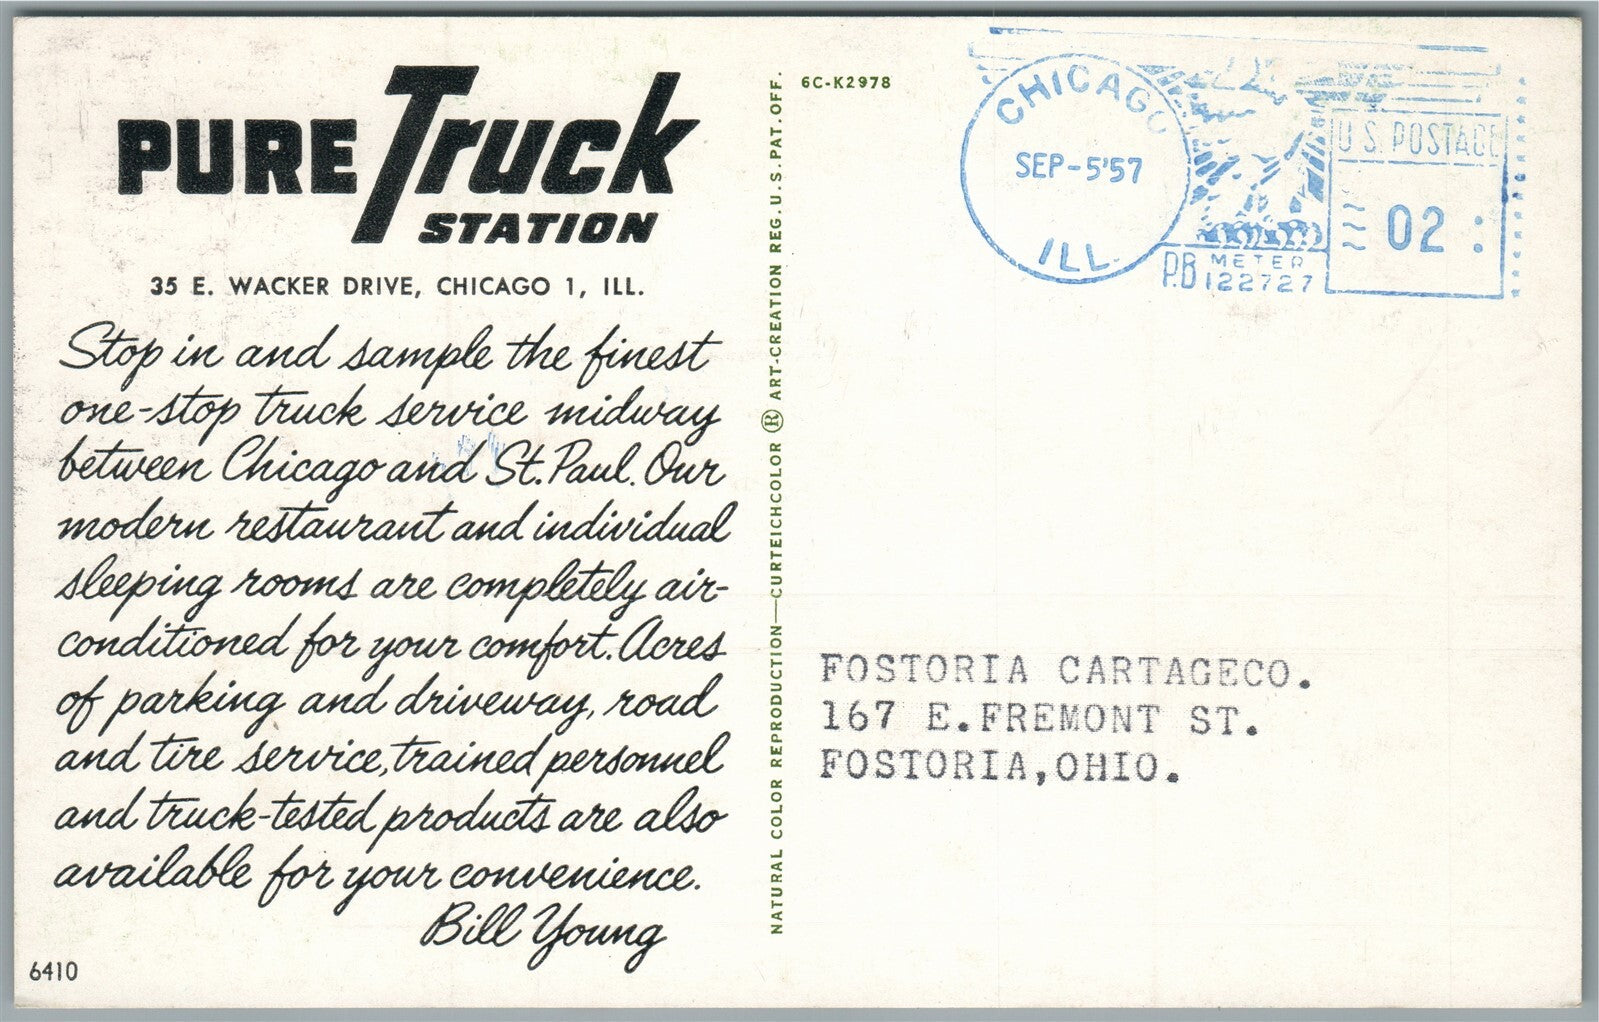 PURE Truck
STATION
35 E. WACKER DRIVE, CHICAGO 1, ILL.
Stop in and sample the finest
one-stop truck service midway
between Chicago and St. Paul. Our
modern restaurant and individual
sleeping rooms are completely air-
conditioned for your comfort. Acres
of parking and driveway, road
and tire service, trained personnel
and truck-tested products are also
available for your convenience.
Bill Young
6410
NATURAL COLOR REPRODUCTION—CURTEICHCOLOR ® ART-CREATION REG. U.S. PAT. OFF.
6C-K2978
CHICAGO
SEP-5'57
ILL.
P.B METER
122727
U.S. POSTAGE
02
FOSTORIA CARTAGECO.
167 E.FREMONT ST.
FOSTORIA,OHIO.